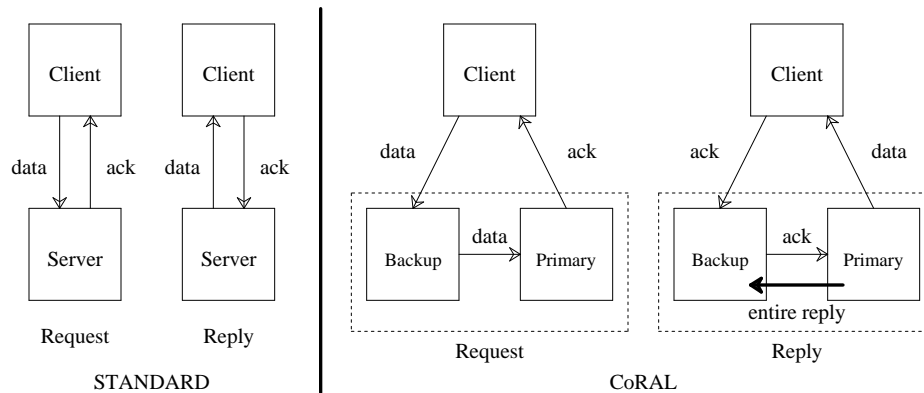 Client
Client
Client
Client
data
ack
data
ack
data
ack
ack
data
Server
Server
Backup
data
Primary
Backup
ack
Primary
entire reply
Request
Reply
Request
Reply
STANDARD
CoRAL